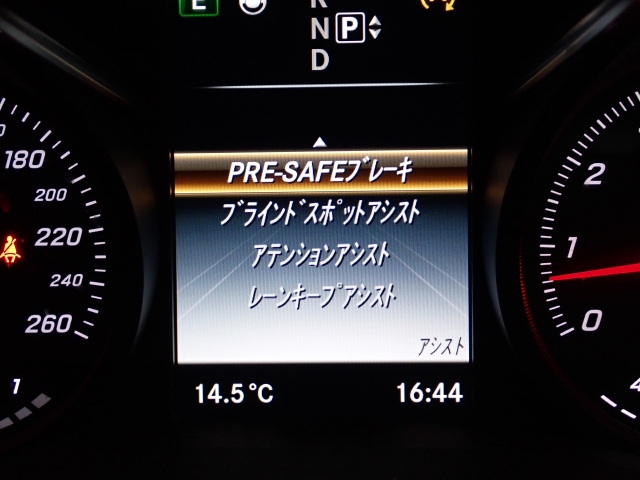 E
R
N P
D
PRE-SAFEブレーキ
ブラインドスポットアシスト
アテンションアシスト
レーンキープアシスト
アシスト
14.5°C 16:44
180
200
220
240
260
1
2
1
0